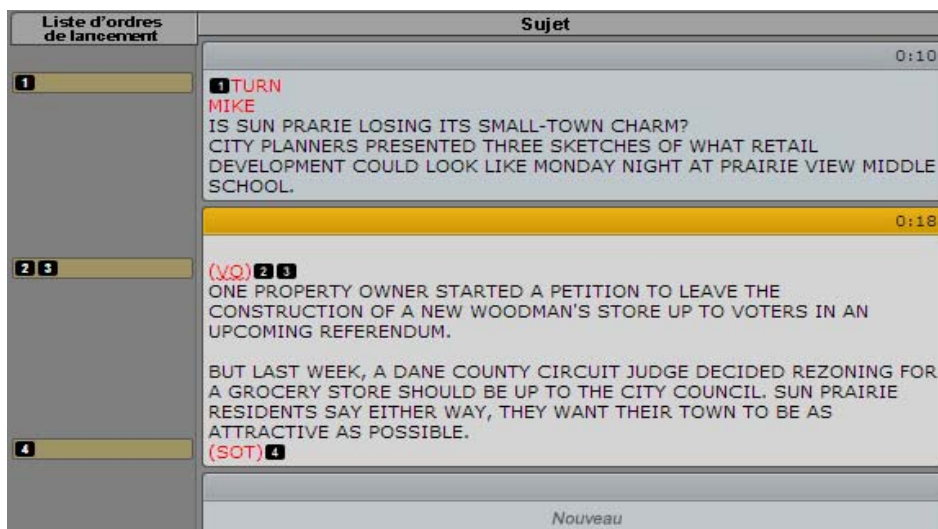 Liste d'ordres
de lancement
Sujet
0:10
1
1TURN
MIKE
IS SUN PRARIE LOSING ITS SMALL-TOWN CHARM?
CITY PLANNERS PRESENTED THREE SKETCHES OF WHAT RETAIL
DEVELOPMENT COULD LOOK LIKE MONDAY NIGHT AT PRAIRIE VIEW MIDDLE
SCHOOL.
0:18
2 3
(VO)2 3
ONE PROPERTY OWNER STARTED A PETITION TO LEAVE THE
CONSTRUCTION OF A NEW WOODMAN'S STORE UP TO VOTERS IN AN
UPCOMING REFERENDUM.
BUT LAST WEEK, A DANE COUNTY CIRCUIT JUDGE DECIDED REZONING FOR
A GROCERY STORE SHOULD BE UP TO THE CITY COUNCIL. SUN PRAIRIE
RESIDENTS SAY EITHER WAY, THEY WANT THEIR TOWN TO BE AS
ATTRACTIVE AS POSSIBLE.
4
(SOT)4
Nouveau